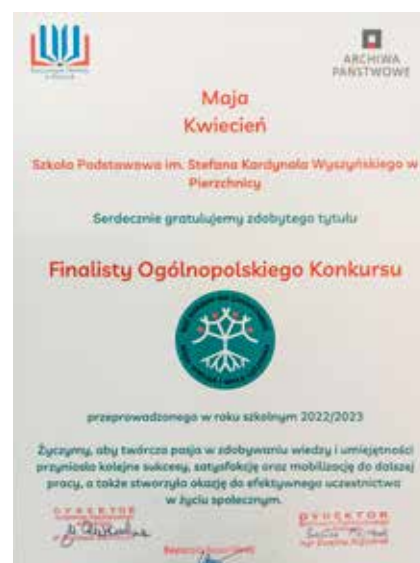 ARCHIWA
PAŃSTWOWE
Maja
Kwiecień
Szkoła Podstawowa im. Stefana Kardynała Wyszyńskiego w
Pierzchnicy
Serdecznie gratulujemy zdobytego tytułu
Finalisty Ogólnopolskiego Konkursu
przeprowadzonego w roku szkolnym 2022/2023
Życzymy, aby twórcza pasja w zdobywaniu wiedzy i umiejętności
przyniosła kolejne sukcesy, satysfakcję oraz mobilizację do dalszej
pracy, a także stworzyła okazję do efektywnego uczestnictwa
w życiu społecznym.
DYREKTOR
DYREKTOR